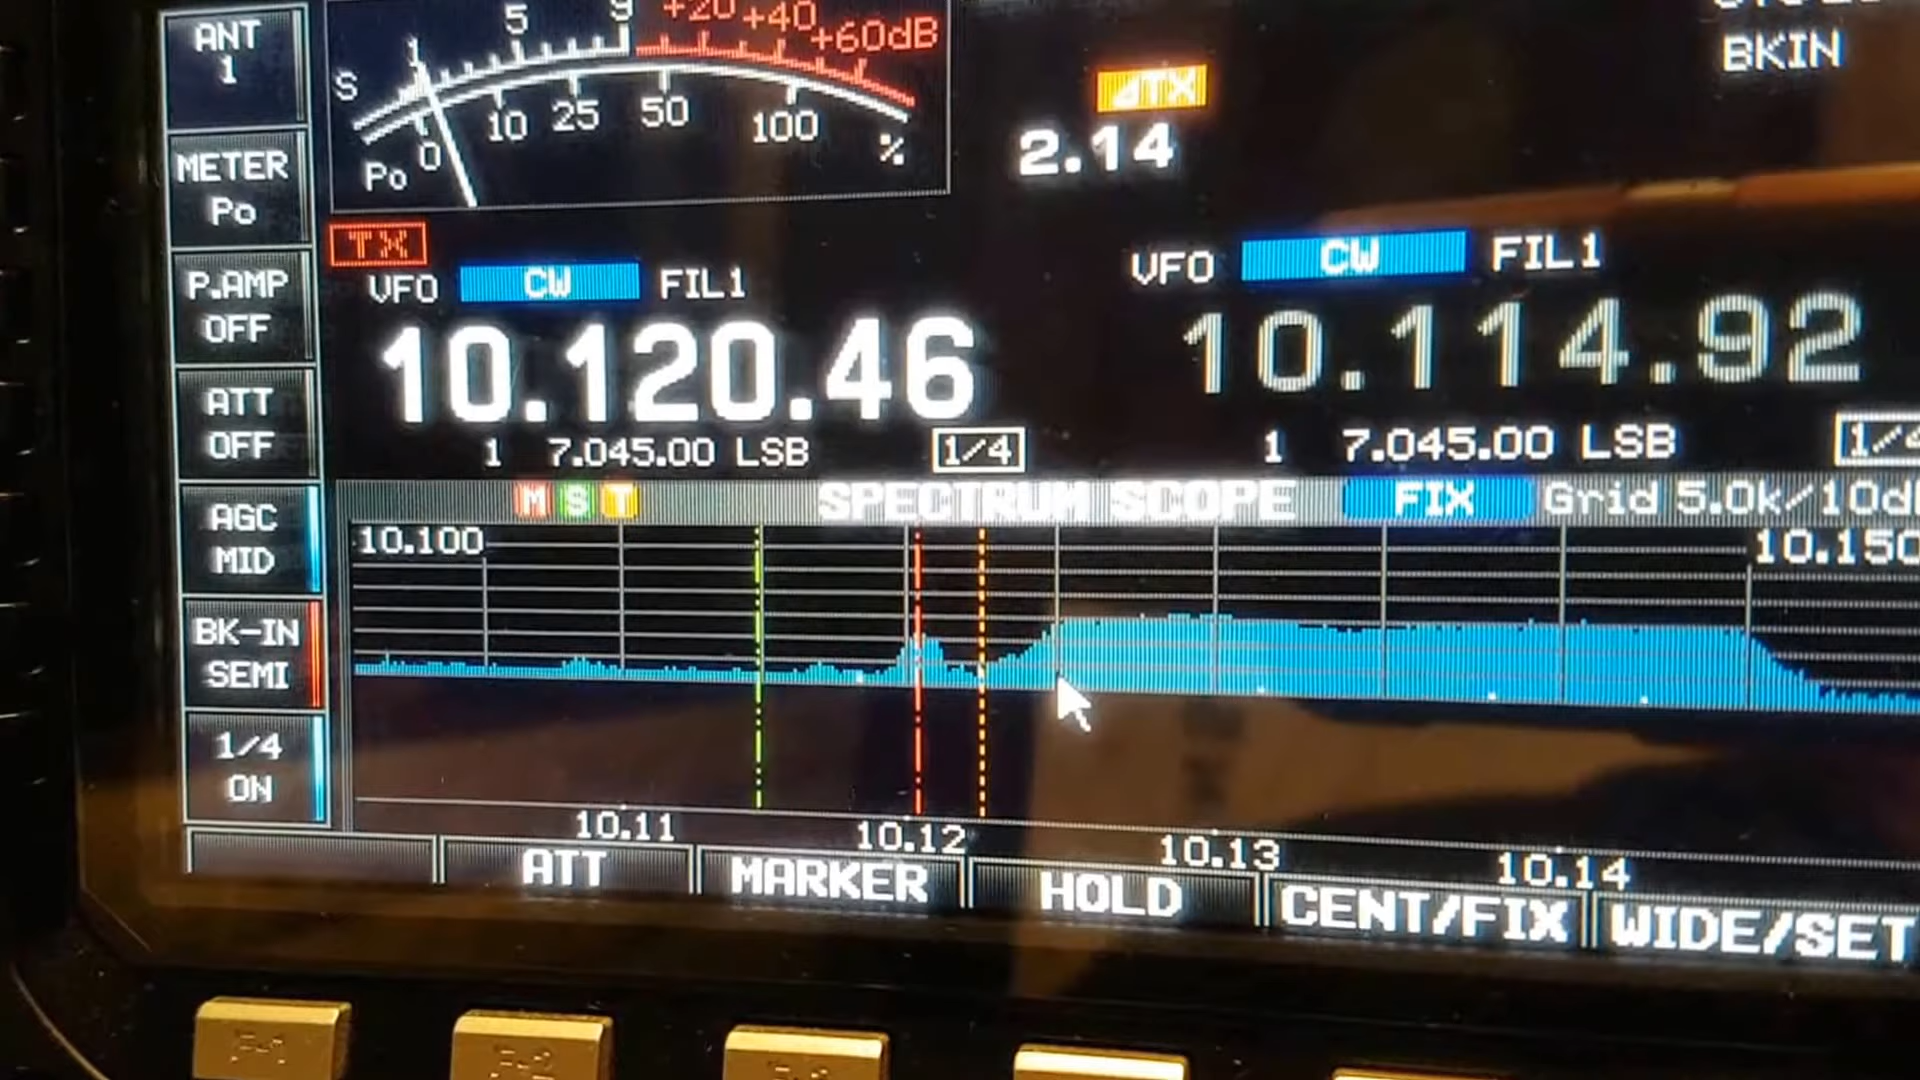 ANT
1
S 1 5 9 +20 +40 +60dB
Po 0 10 25 50 100 %
BKIN
⊿TX
2.14
METER
Po
TX
VFO CW FIL1
VFO CW FIL1
P.AMP
OFF
10.120.46
10.114.92
ATT
OFF
1 7.045.00 LSB 1/4
1 7.045.00 LSB
M S T SPECTRUM SCOPE FIX Grid 5.0k/10d
AGC
MID
10.100
10.150
BK-IN
SEMI
1/4
ON
10.11 10.12 10.13 10.14
ATT MARKER HOLD CENT/FIX WIDE/SET
F-1 F-2